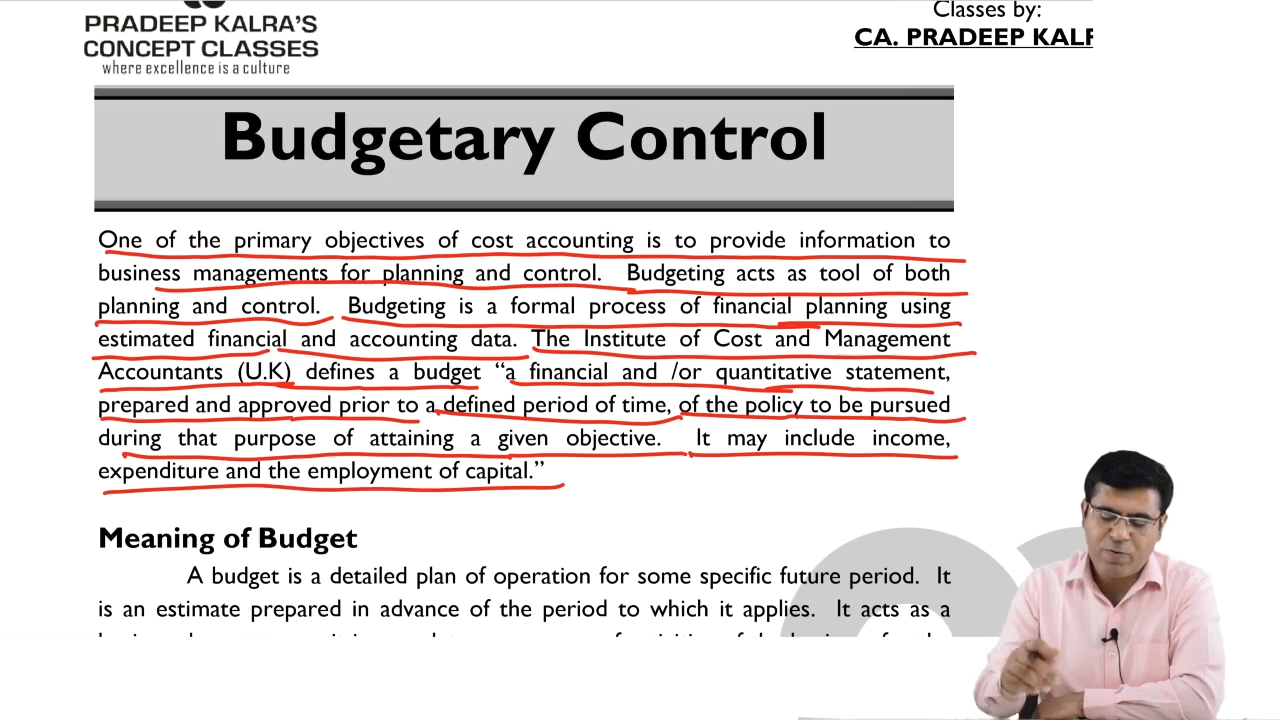 PRADEEP KALRA'S
CONCEPT CLASSES
where excellence is a culture
Classes by:
CA. PRADEEP KALR
Budgetary Control
One of the primary objectives of cost accounting is to provide information to
business managements for planning and control. Budgeting acts as tool of both
planning and control. Budgeting is a formal process of financial planning using
estimated financial and accounting data. The Institute of Cost and Management
Accountants (U.K) defines a budget “a financial and /or quantitative statement,
prepared and approved prior to a defined period of time, of the policy to be pursued
during that purpose of attaining a given objective. It may include income,
expenditure and the employment of capital.”
Meaning of Budget
A budget is a detailed plan of operation for some specific future period. It
is an estimate prepared in advance of the period to which it applies. It acts as a